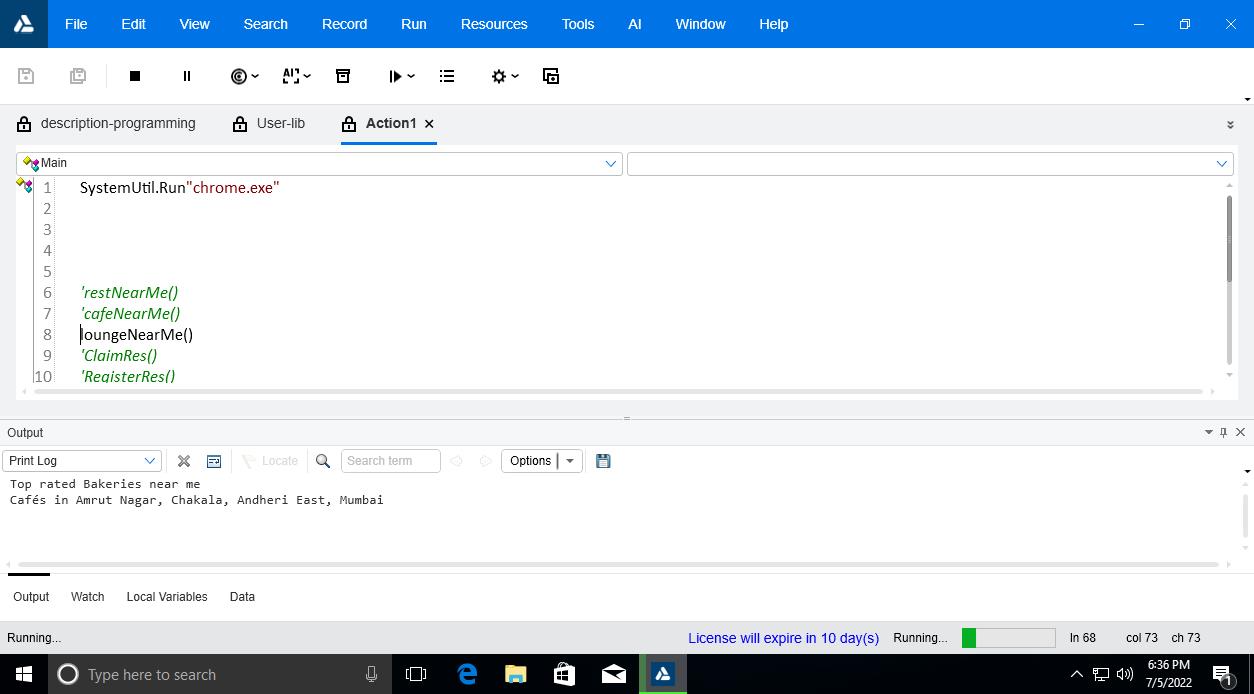 File Edit View Search Record Run Resources Tools AI Window Help
description-programming User-lib Action1
Main
1 SystemUtil.Run"chrome.exe"
2
3
4
5
6 'restNearMe()
7 'cafeNearMe()
8 loungeNearMe()
9 'ClaimRes()
10 'RegisterRes()
Output
Print Log Locate Search term Options
Top rated Bakeries near me
Cafés in Amrut Nagar, Chakala, Andheri East, Mumbai
Output Watch Local Variables Data
Running... License will expire in 10 day(s) Running... ln 68 col 73 ch 73
Type here to search 6:36 PM
7/5/2022 1